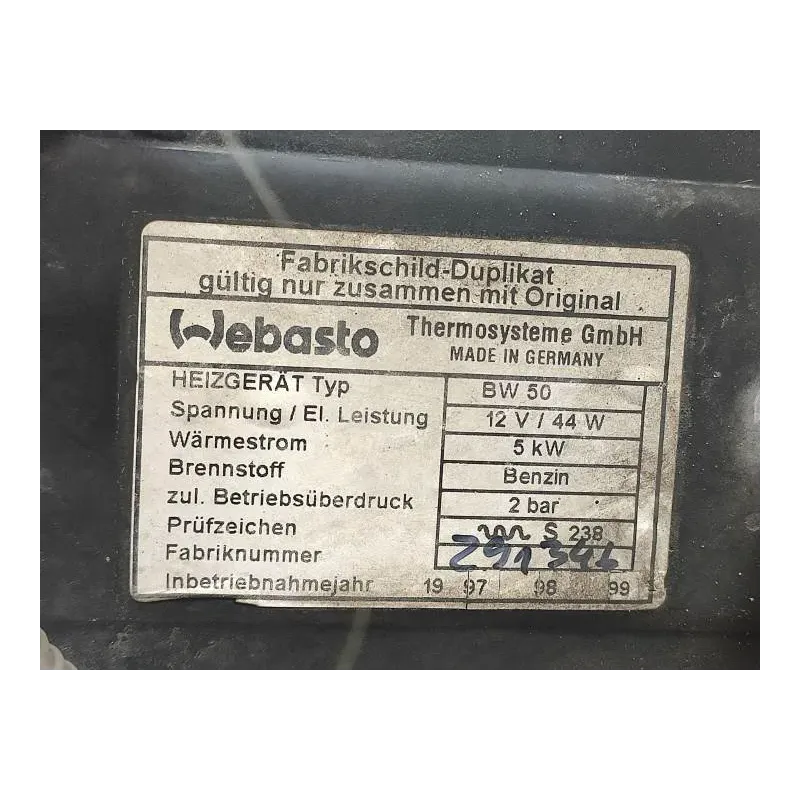 Fabrikschild-Duplikat
gültig nur zusammen mit Original
Webasto Thermosysteme GmbH
MADE IN GERMANY
HEIZGERÄT Typ BW 50
Spannung / El. Leistung 12 V / 44 W
Wärmestrom 5 kW
Brennstoff Benzin
zul. Betriebsüberdruck 2 bar
Prüfzeichen S 238
Fabriknummer
Inbetriebnahmejahr 19 97 98 99